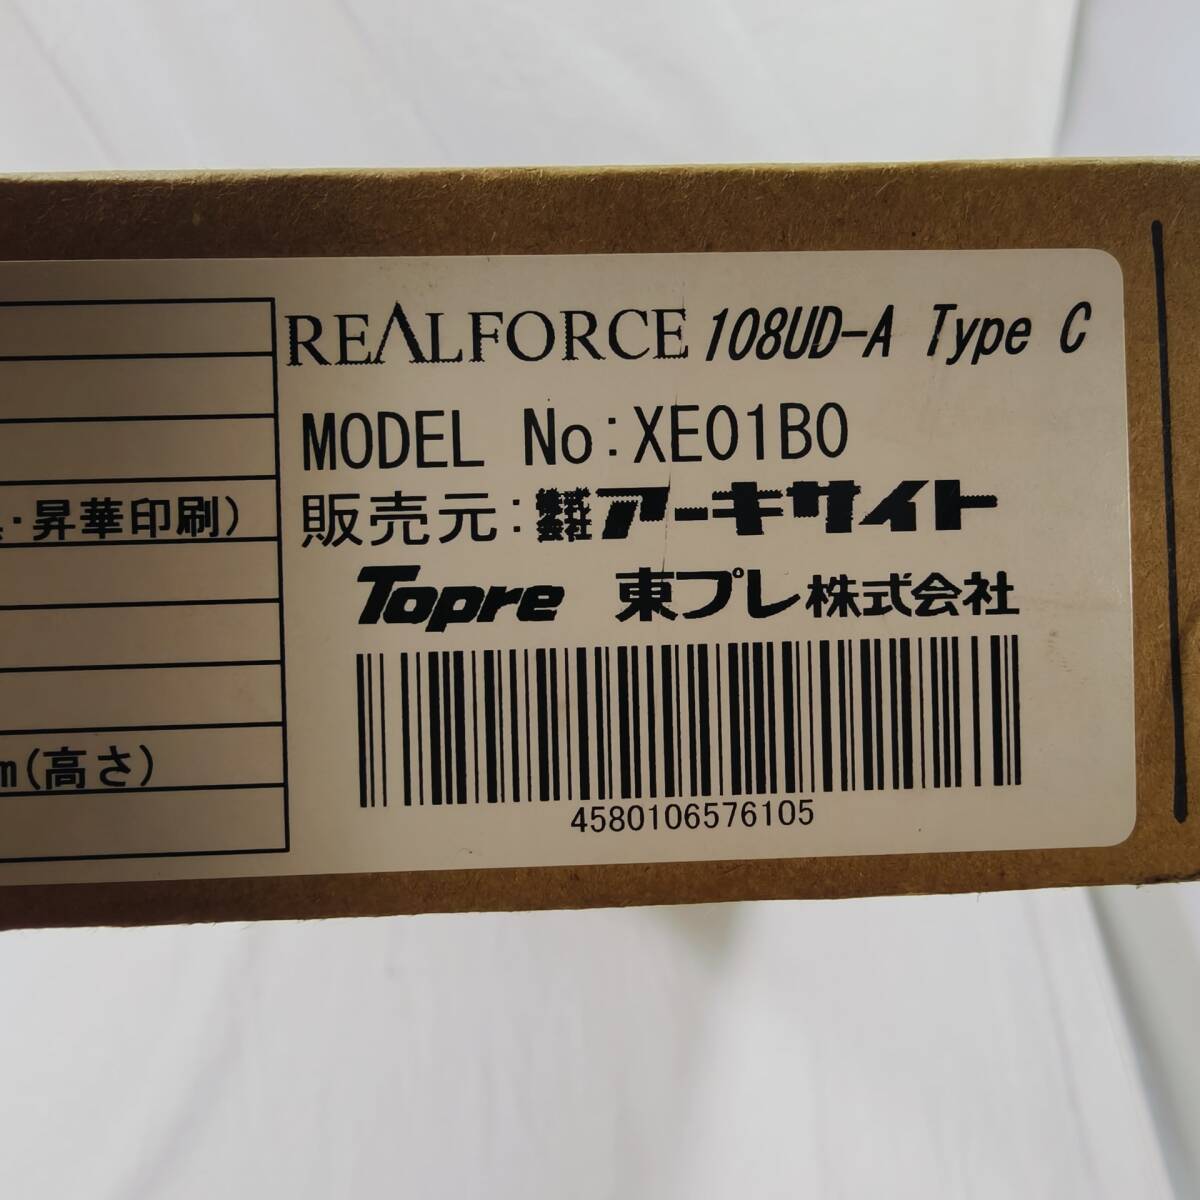 REALFORCE 108UD-A Type C
MODEL No:XE01B0
販売元:株式会社アーキサイト
Topre 東プレ株式会社
4580106576105
・昇華印刷)
m(高さ)